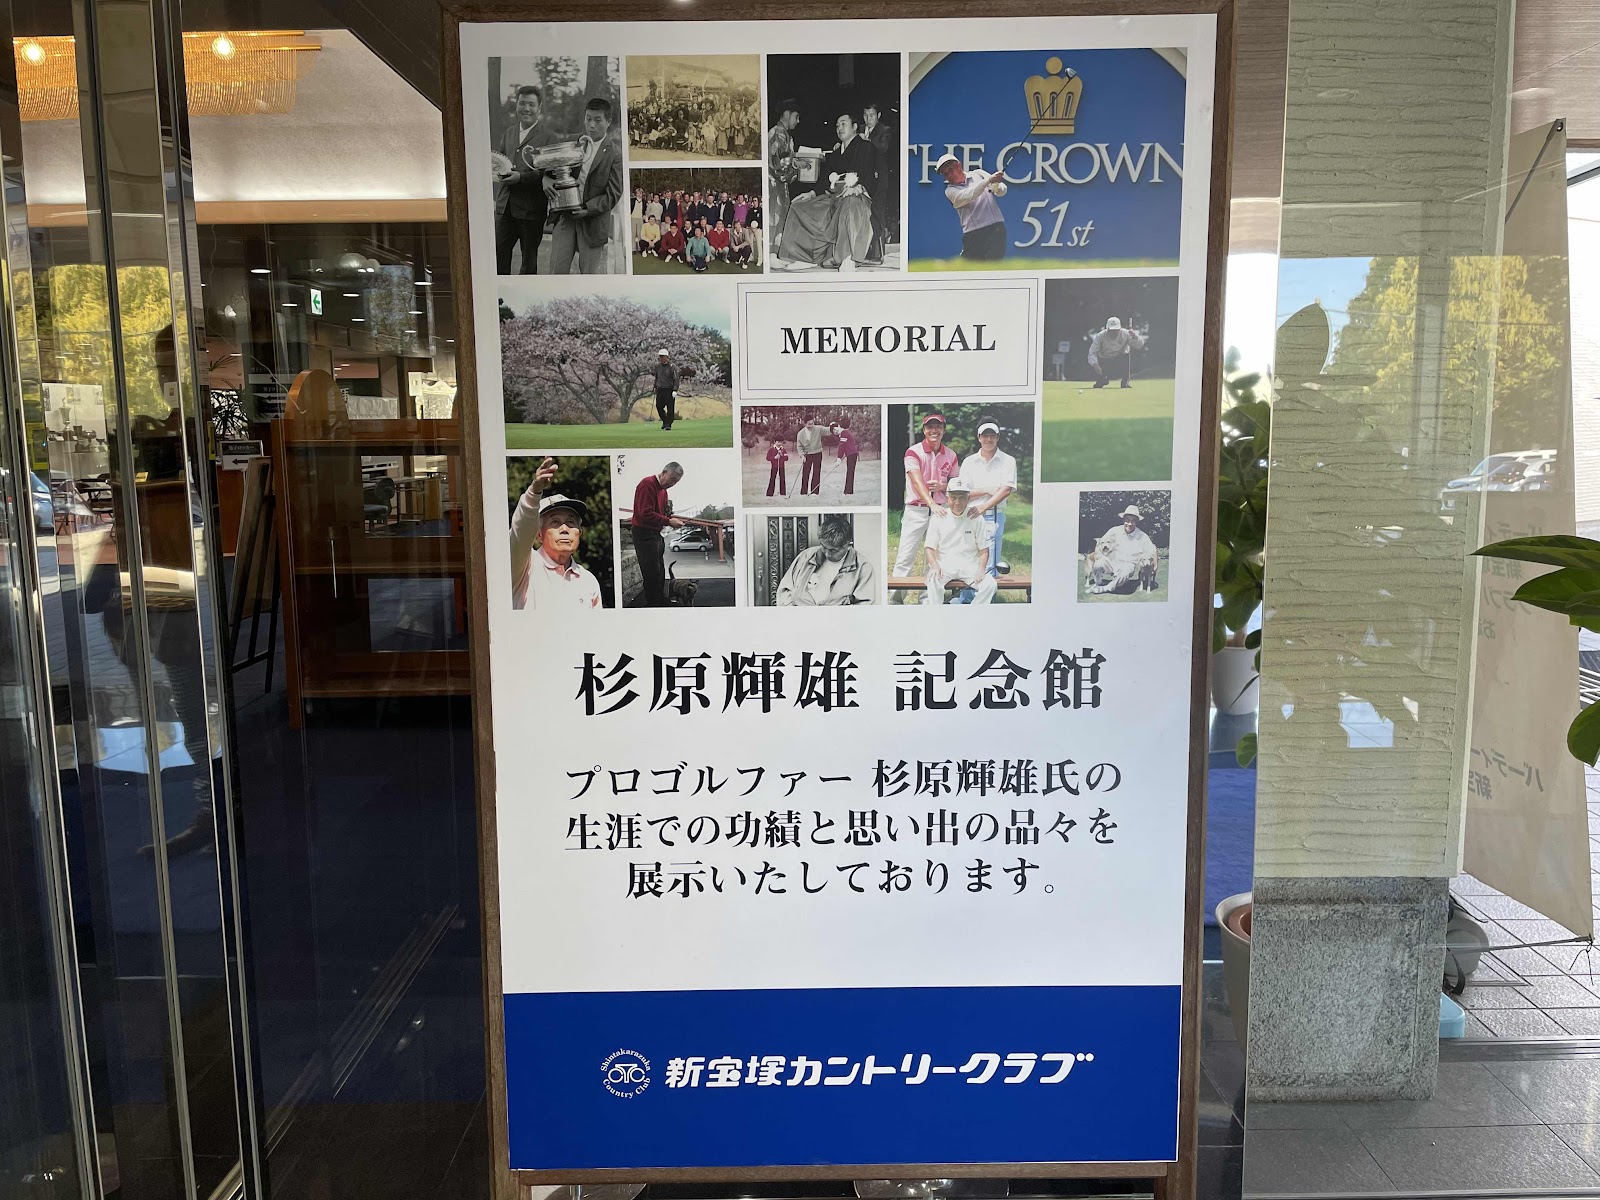 THE CROWN
51st
MEMORIAL
杉原輝雄 記念館
プロゴルファー 杉原輝雄氏の
生涯での功績と思い出の品々を
展示いたしております。
Shintakarazuka
Country Club
新宝塚カントリークラブ